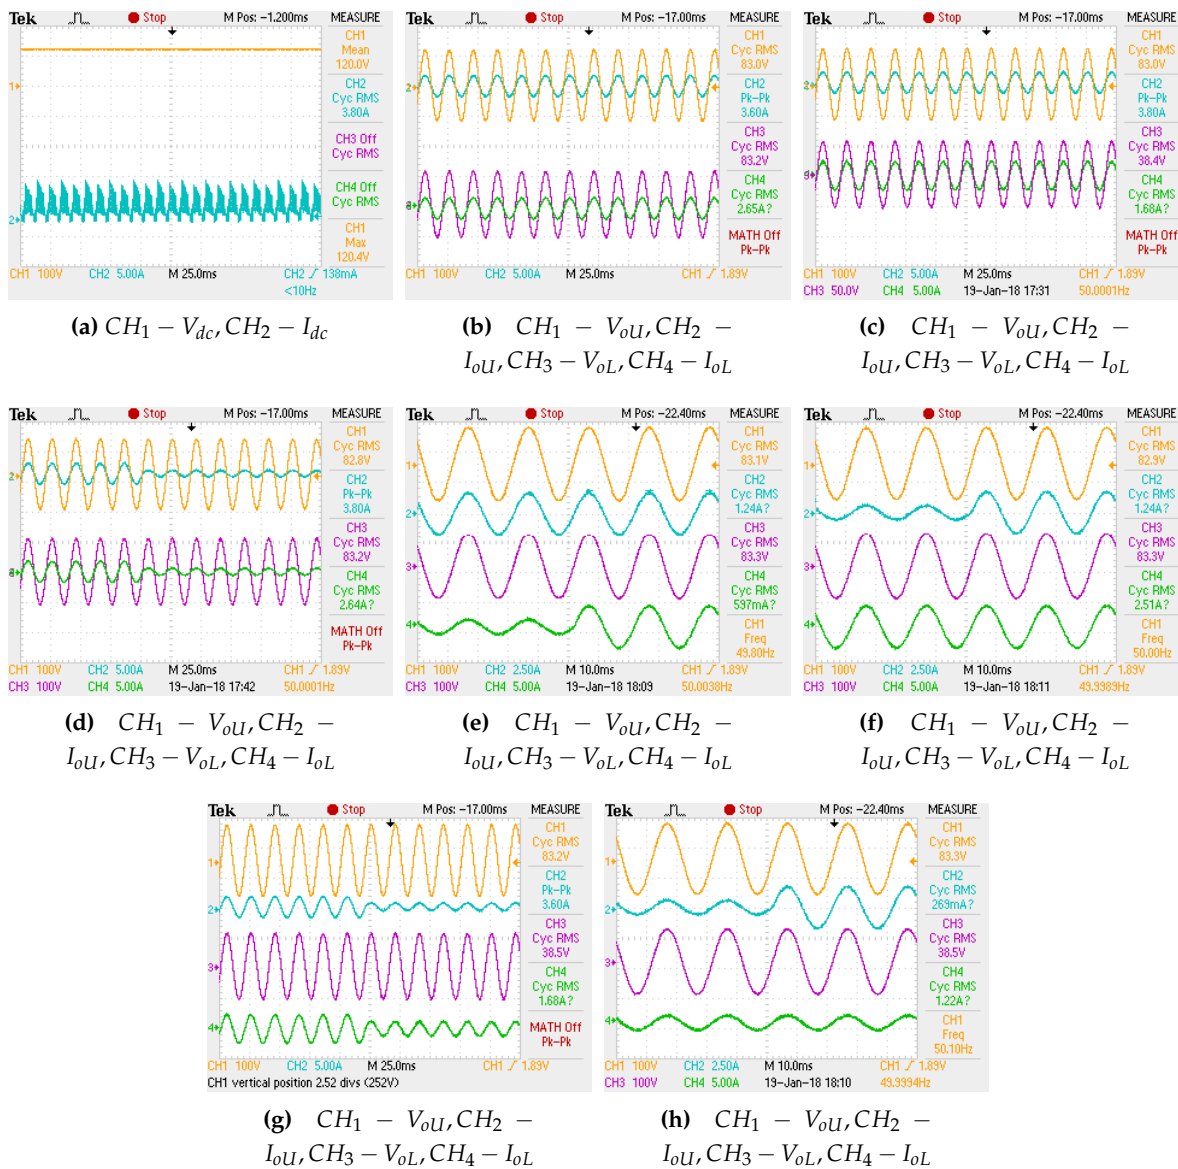 Tek Stop M Pos: -1.200ms MEASURE
CH1
Mean
120.0V
CH2
Cyc RMS
3.80A
CH3 Off
Cyc RMS
CH4 Off
Cyc RMS
CH1
Max
120.4V
1
2
CH1 100V CH2 5.00A M 25.0ms CH2 138mA
<10Hz
(a) CH1 − Vdc, CH2 − Idc
Tek Stop M Pos: -17.00ms MEASURE
CH1
Cyc RMS
83.0V
CH2
Pk-Pk
3.60A
CH3
Cyc RMS
83.2V
CH4
Cyc RMS
2.65A?
MATH Off
Pk-Pk
2
CH1 100V CH2 5.00A M 25.0ms CH1 1.89V
(b) CH1 − VoU, CH2 −
IoU, CH3 − VoL, CH4 − IoL
Tek Stop M Pos: -17.00ms MEASURE
CH1
Cyc RMS
83.0V
CH2
Pk-Pk
3.80A
CH3
Cyc RMS
38.4V
CH4
Cyc RMS
1.68A?
MATH Off
Pk-Pk
2
CH1 100V CH2 5.00A M 25.0ms CH1 1.89V
CH3 50.0V CH4 5.00A 19-Jan-18 17:31 50.0001Hz
(c) CH1 − VoU, CH2 −
IoU, CH3 − VoL, CH4 − IoL
Tek Stop M Pos: -17.00ms MEASURE
CH1
Cyc RMS
82.8V
CH2
Pk-Pk
3.80A
CH3
Cyc RMS
83.2V
CH4
Cyc RMS
2.64A?
MATH Off
Pk-Pk
2
CH1 100V CH2 5.00A M 25.0ms CH1 1.89V
CH3 100V CH4 5.00A 19-Jan-18 17:42 50.0001Hz
(d) CH1 − VoU, CH2 −
IoU, CH3 − VoL, CH4 − IoL
Tek Stop M Pos: -22.40ms MEASURE
CH1
Cyc RMS
83.1V
CH2
Cyc RMS
1.24A?
CH3
Cyc RMS
83.3V
CH4
Cyc RMS
597mA?
CH1
Freq
49.80Hz
1
2
3
4
CH1 100V CH2 2.50A M 10.0ms CH1 1.89V
CH3 100V CH4 5.00A 19-Jan-18 18:09 50.0038Hz
(e) CH1 − VoU, CH2 −
IoU, CH3 − VoL, CH4 − IoL
Tek Stop M Pos: -22.40ms MEASURE
CH1
Cyc RMS
82.9V
CH2
Cyc RMS
1.24A?
CH3
Cyc RMS
83.3V
CH4
Cyc RMS
2.51A?
CH1
Freq
50.00Hz
1
2
3
4
CH1 100V CH2 2.50A M 10.0ms CH1 1.89V
CH3 100V CH4 5.00A 19-Jan-18 18:11 49.9989Hz
(f) CH1 − VoU, CH2 −
IoU, CH3 − VoL, CH4 − IoL
Tek Stop M Pos: -17.00ms MEASURE
CH1
Cyc RMS
83.2V
CH2
Pk-Pk
3.60A
CH3
Cyc RMS
38.5V
CH4
Cyc RMS
1.68A?
MATH Off
Pk-Pk
1
2
3
4
CH1 100V CH2 5.00A M 25.0ms CH1 1.89V
CH1 vertical position 2.52 divs (252V)
(g) CH1 − VoU, CH2 −
IoU, CH3 − VoL, CH4 − IoL
Tek Stop M Pos: -22.40ms MEASURE
CH1
Cyc RMS
83.3V
CH2
Cyc RMS
269mA?
CH3
Cyc RMS
38.5V
CH4
Cyc RMS
1.22A?
CH1
Freq
50.10Hz
1
2
3
4
CH1 100V CH2 2.50A M 10.0ms CH1 1.89V
CH3 100V CH4 5.00A 19-Jan-18 18:10 49.9994Hz
(h) CH1 − VoU, CH2 −
IoU, CH3 − VoL, CH4 − IoL